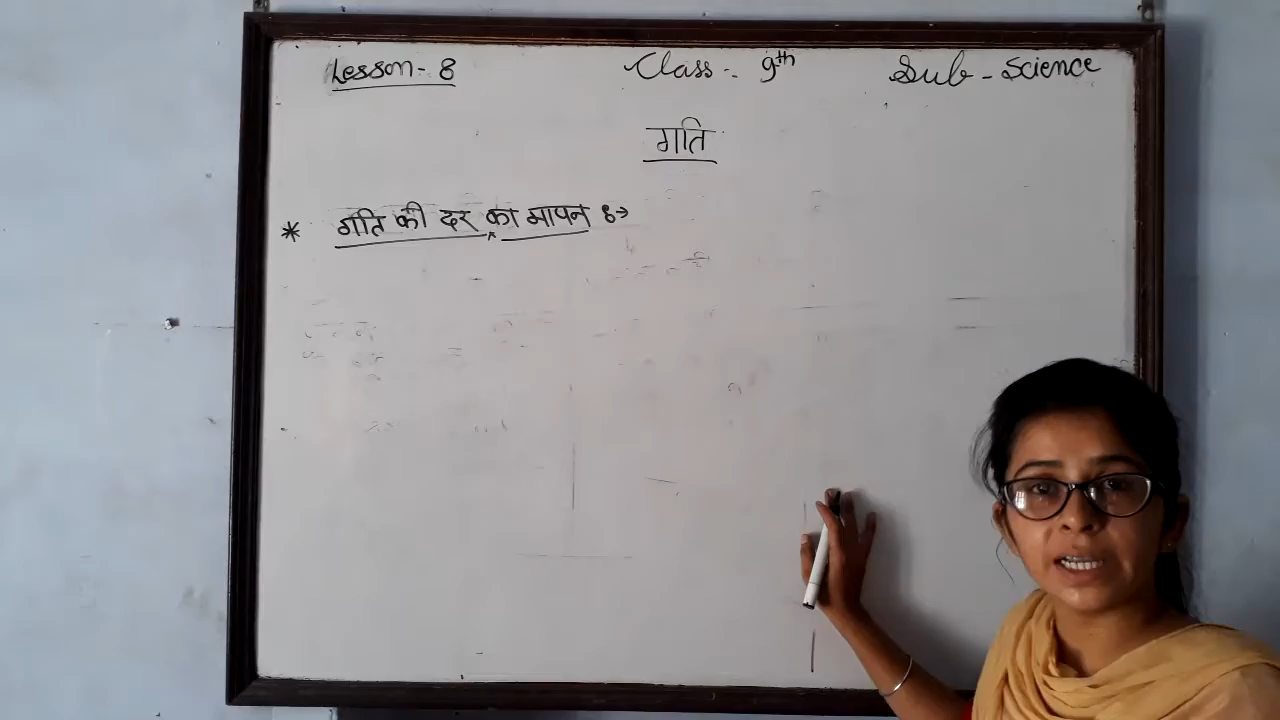 Lesson - 8 Class - 9th Sub - Science
गति
* गति की दर का मापन :→